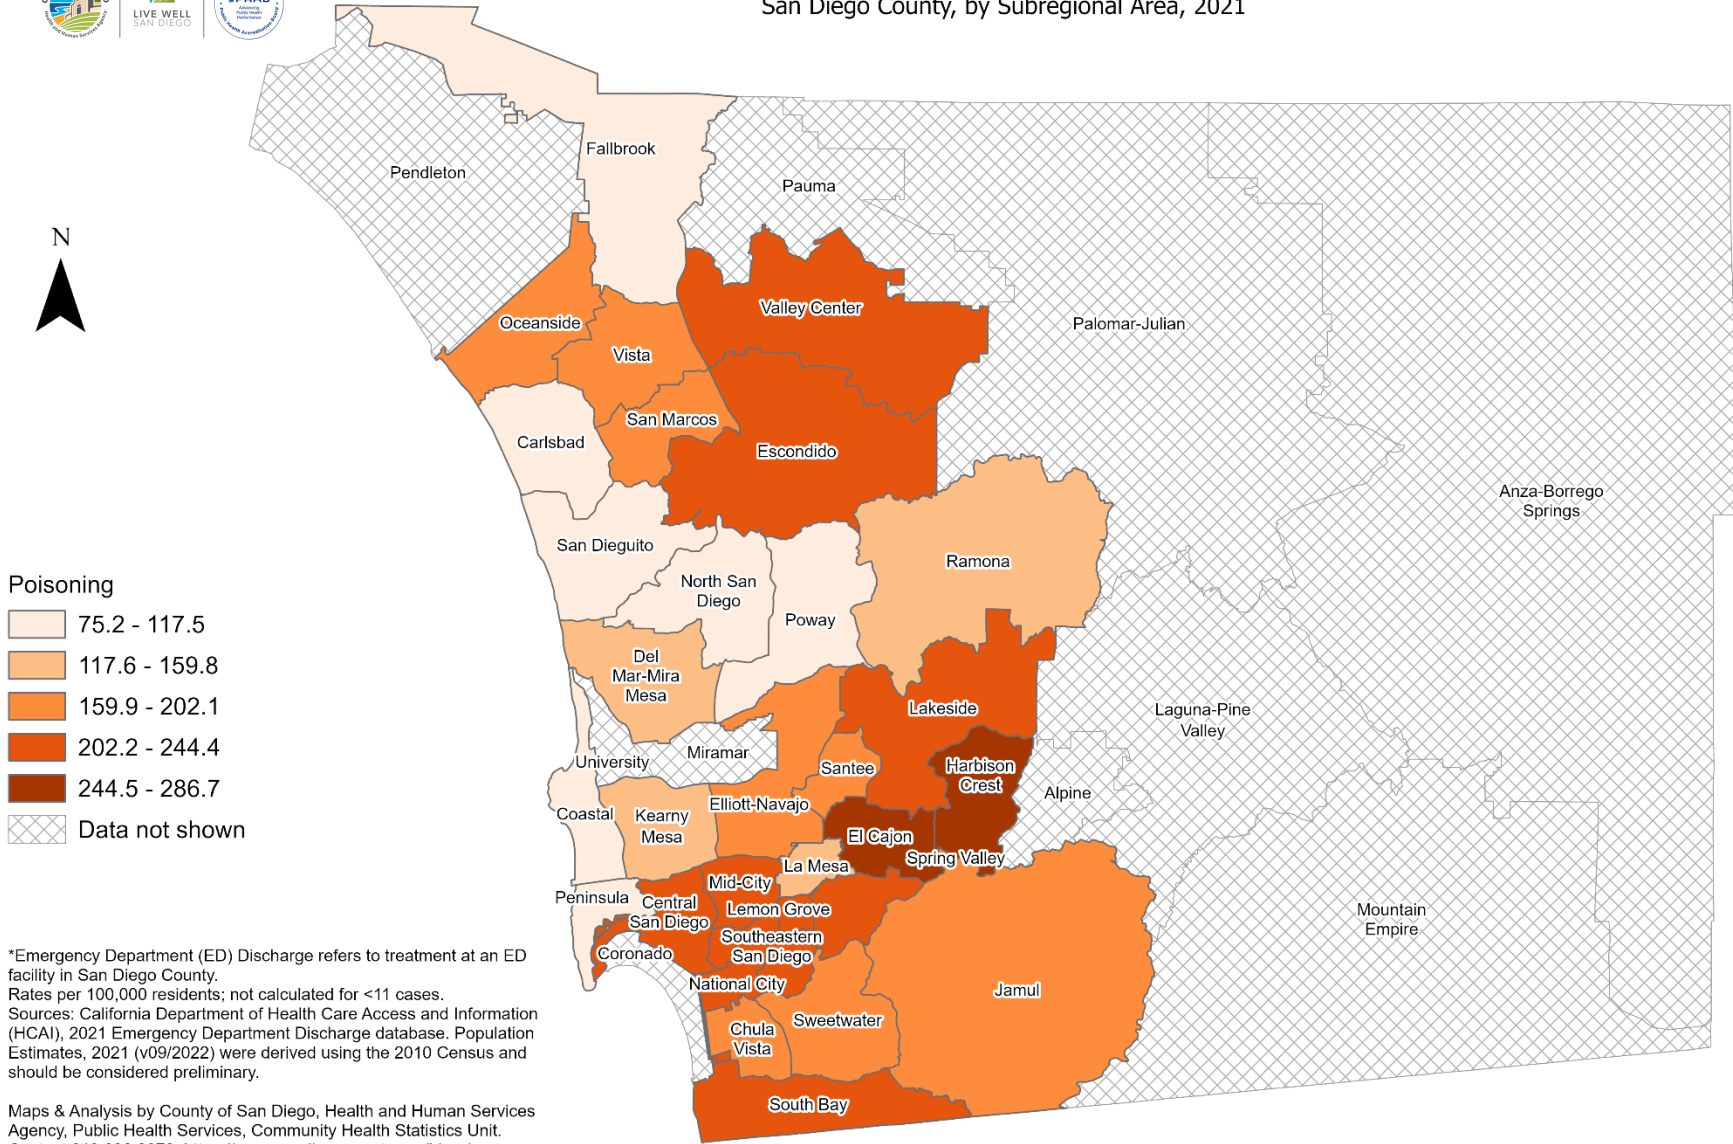 LIVE WELL
SAN DIEGO
Advancing
Public Health
Performance
San Diego County, by Subregional Area, 2021
Fallbrook
Pendleton
Pauma
N
Valley Center
Oceanside
Palomar-Julian
Vista
San Marcos
Carlsbad
Escondido
Anza-Borrego
Springs
San Dieguito
Ramona
North San
Diego
Poway
Poisoning
75.2 - 117.5
117.6 - 159.8
159.9 - 202.1
202.2 - 244.4
244.5 - 286.7
Data not shown
Del
Mar-Mira
Mesa
Lakeside
Laguna-Pine
Valley
Miramar
University
Santee
Harbison
Crest
Alpine
Elliott-Navajo
Coastal
Kearny
Mesa
El Cajon
Spring Valley
La Mesa
Mid-City
Peninsula
Central
San Diego
Lemon Grove
Mountain
Empire
Southeastern
San Diego
Coronado
National City
Jamul
Sweetwater
Chula
Vista
South Bay
*Emergency Department (ED) Discharge refers to treatment at an ED
facility in San Diego County.
Rates per 100,000 residents; not calculated for <11 cases.
Sources: California Department of Health Care Access and Information
(HCAI), 2021 Emergency Department Discharge database. Population
Estimates, 2021 (v09/2022) were derived using the 2010 Census and
should be considered preliminary.
Maps & Analysis by County of San Diego, Health and Human Services
Agency, Public Health Services, Community Health Statistics Unit.